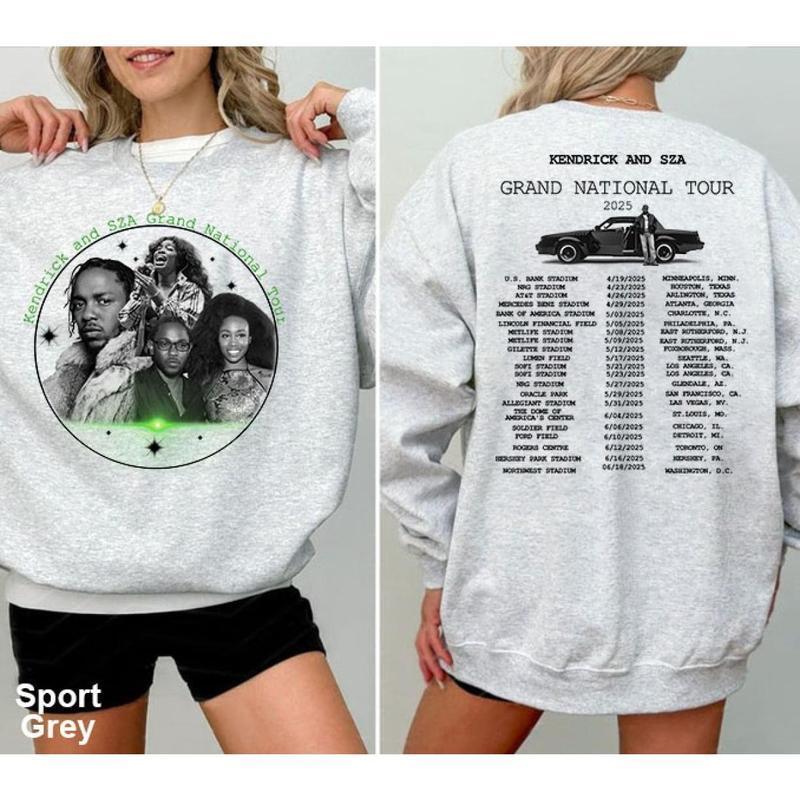 Kendrick and SZA Grand National Tour
Sport
Grey
KENDRICK AND SZA
GRAND NATIONAL TOUR
2025
U.S. BANK STADIUM 4/19/2025 MINNEAPOLIS, MINN.
NRG STADIUM 4/23/2025 HOUSTON, TEXAS
AT&T STADIUM 4/26/2025 ARLINGTON, TEXAS
MERCEDES BENZ STADIUM 4/29/2025 ATLANTA, GEORGIA
BANK OF AMERICA STADIUM 5/03/2025 CHARLOTTE, N.C.
LINCOLN FINANCIAL FIELD 5/05/2025 PHILADELPHIA, PA.
METLIFE STADIUM 5/08/2025 EAST RUTHERFORD, N.J.
METLIFE STADIUM 5/09/2025 EAST RUTHERFORD, N.J.
GILETTE STADIUM 5/12/2025 FOXBOROUGH, MASS.
LUMEN FIELD 5/17/2025 SEATTLE, WA.
SOFI STADIUM 5/21/2025 LOS ANGELES, CA.
SOFI STADIUM 5/23/2025 LOS ANGELES, CA.
NRG STADIUM 5/27/2025 GLENDALE, AZ.
ORACLE PARK 5/29/2025 SAN FRANCISCO, CA.
ALLEGIANT STADIUM 5/31/2025 LAS VEGAS, NV.
THE DOME OF
AMERICA'S CENTER 6/04/2025 ST.LOUIS, MO.
SOLDIER FIELD 6/06/2025 CHICAGO, IL.
FORD FIELD 6/10/2025 DETROIT, MI.
ROGERS CENTRE 6/12/2025 TORONTO, ON
HERSHEY PARK STADIUM 6/16/2025 HERSHEY, PA.
NORTHWEST STADIUM 06/18/2025 WASHINGTON, D.C.